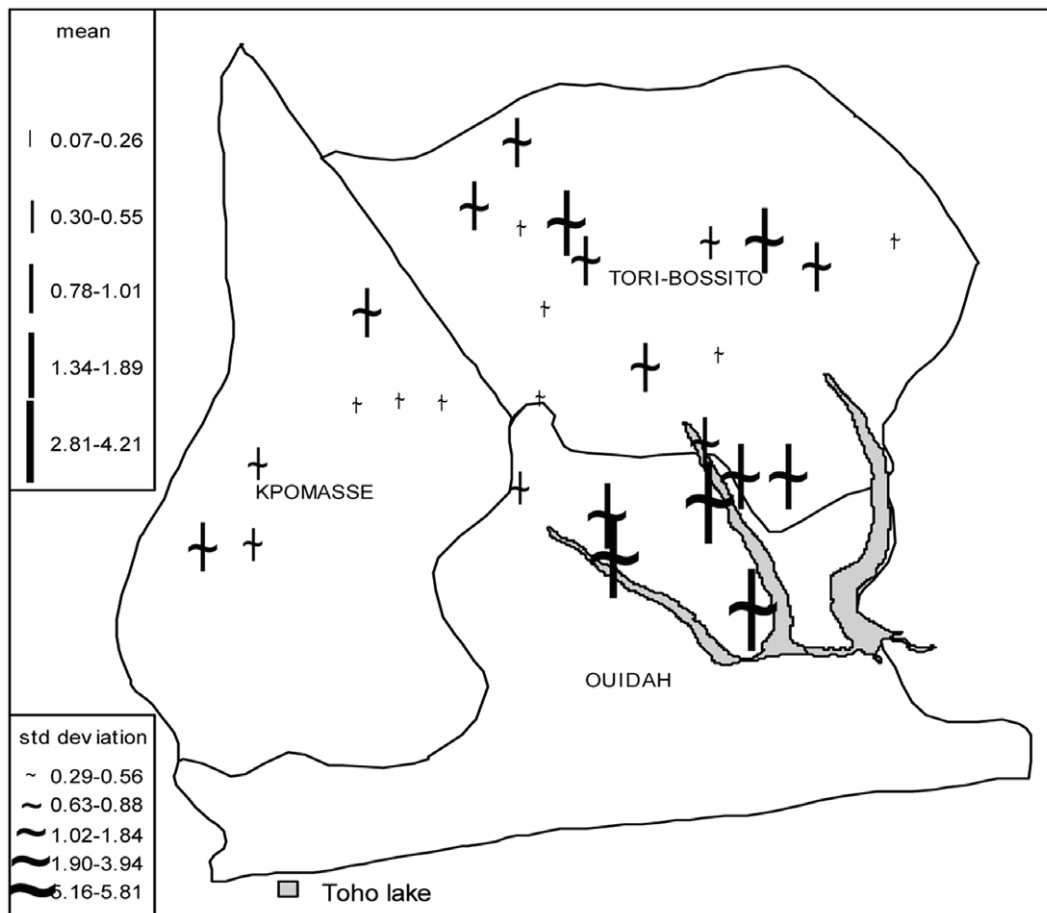 mean
0.07-0.26
0.30-0.55
0.78-1.01
1.34-1.89
2.81-4.21
TORI-BOSSITO
KPOMASSE
OUIDAH
std deviation
0.29-0.56
0.63-0.88
1.02-1.84
1.90-3.94
5.16-5.81
Toho lake